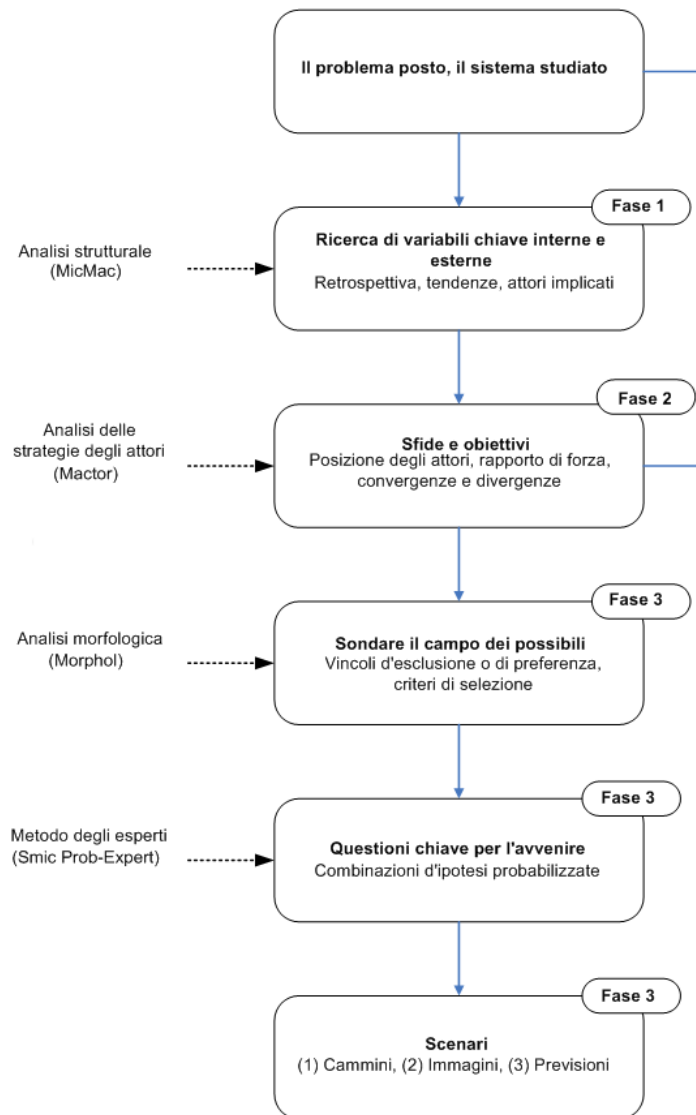 Il problema posto, il sistema studiato
Fase 1
Analisi strutturale
(MicMac)
Ricerca di variabili chiave interne e
esterne
Retrospettiva, tendenze, attori implicati
Fase 2
Analisi delle
strategie degli attori
(Mactor)
Sfide e obiettivi
Posizione degli attori, rapporto di forza,
convergenze e divergenze
Fase 3
Analisi morfologica
(Morphol)
Sondare il campo dei possibili
Vincoli d'esclusione o di preferenza,
criteri di selezione
Fase 3
Metodo degli esperti
(Smic Prob-Expert)
Questioni chiave per l'avvenire
Combinazioni d'ipotesi probabilizzate
Fase 3
Scenari
(1) Cammini, (2) Immagini, (3) Previsioni